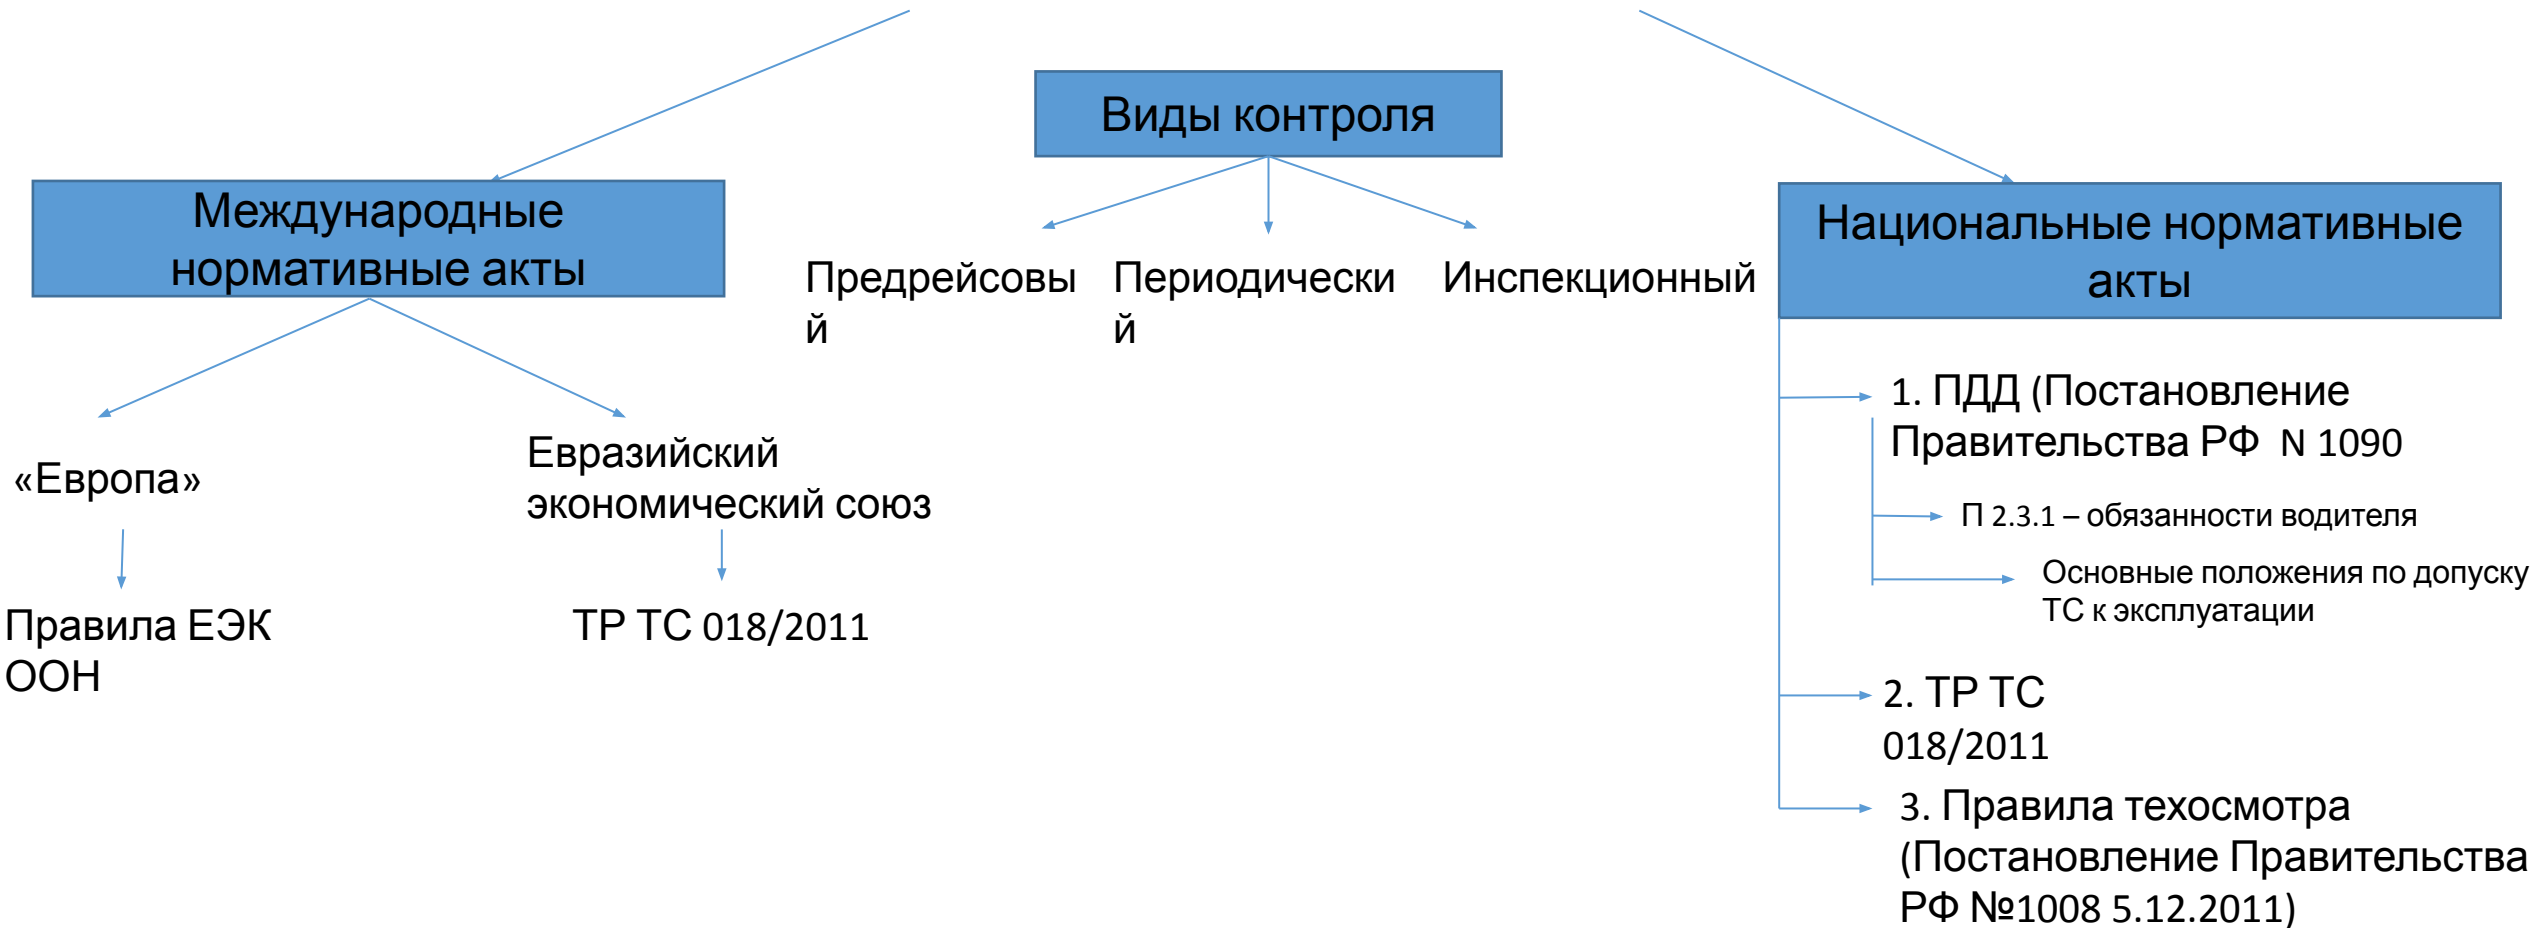 Виды контроля
Международные
нормативные акты
Национальные нормативные
акты
Предрейсовы
й
Периодически
й
Инспекционный
«Европа»
Евразийский
экономический союз
Правила ЕЭК
ООН
ТР ТС 018/2011
1. ПДД (Постановление
Правительства РФ N 1090
П 2.3.1 – обязанности водителя
Основные положения по допуску
ТС к эксплуатации
2. ТР ТС
018/2011
3. Правила техосмотра
(Постановление Правительства
РФ №1008 5.12.2011)